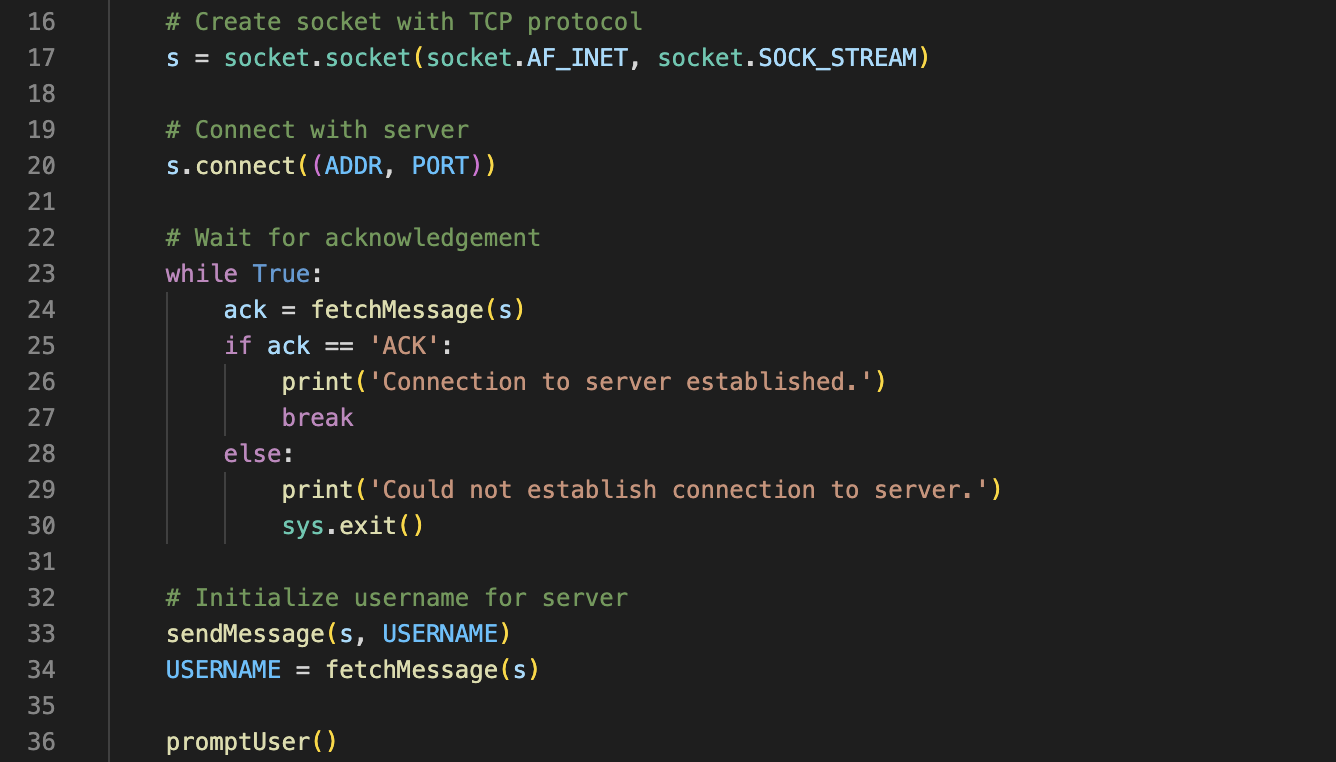 16 # Create socket with TCP protocol
17 s = socket.socket(socket.AF_INET, socket.SOCK_STREAM)
18
19 # Connect with server
20 s.connect((ADDR, PORT))
21
22 # Wait for acknowledgement
23 while True:
24 ack = fetchMessage(s)
25 if ack == 'ACK':
26 print('Connection to server established.')
27 break
28 else:
29 print('Could not establish connection to server.')
30 sys.exit()
31
32 # Initialize username for server
33 sendMessage(s, USERNAME)
34 USERNAME = fetchMessage(s)
35
36 promptUser()